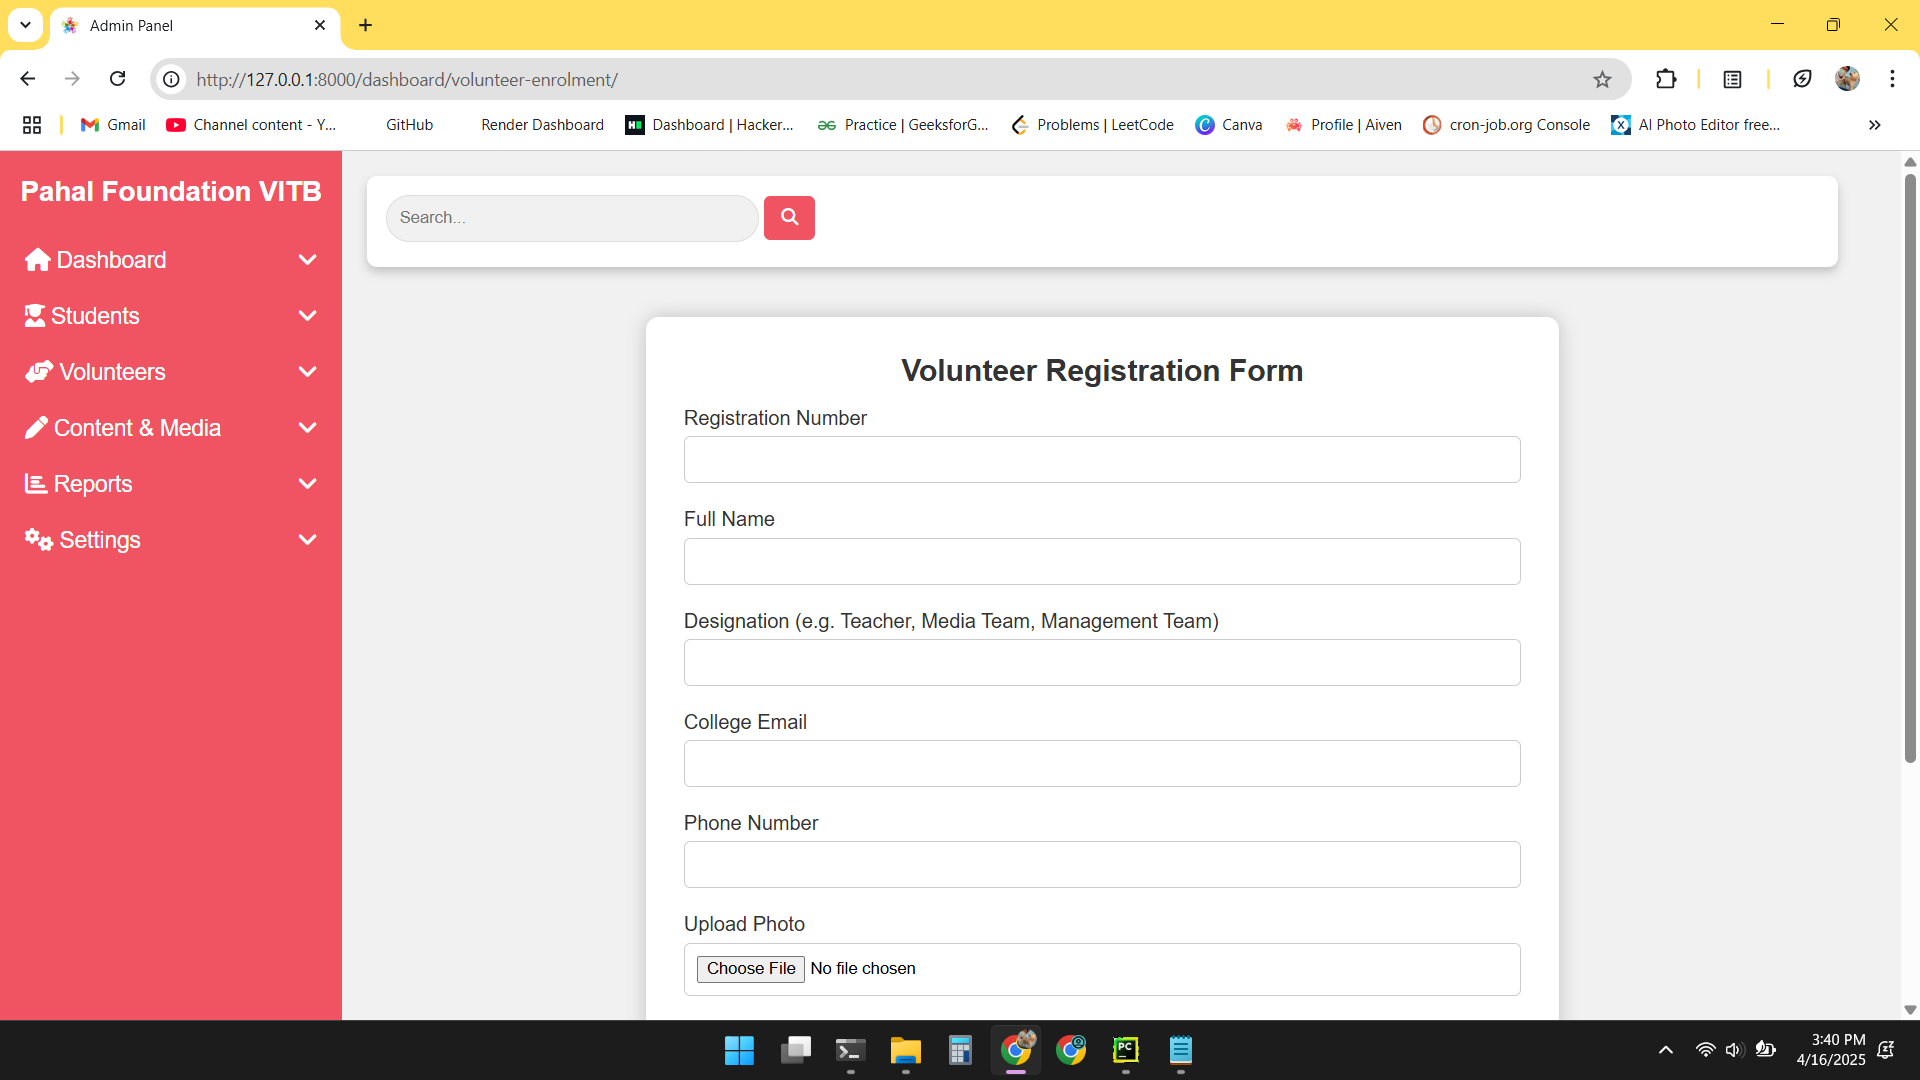 Admin Panel
http://127.0.0.1:8000/dashboard/volunteer-enrolment/
Gmail
Channel content - Y...
GitHub
Render Dashboard
Dashboard | Hacker...
Practice | GeeksforG...
Problems | LeetCode
Canva
Profile | Aiven
cron-job.org Console
AI Photo Editor free...
Pahal Foundation VITB
Dashboard
Students
Volunteers
Content & Media
Reports
Settings
Search...
Volunteer Registration Form
Registration Number
Full Name
Designation (e.g. Teacher, Media Team, Management Team)
College Email
Phone Number
Upload Photo
Choose File No file chosen
3:40 PM
4/16/2025